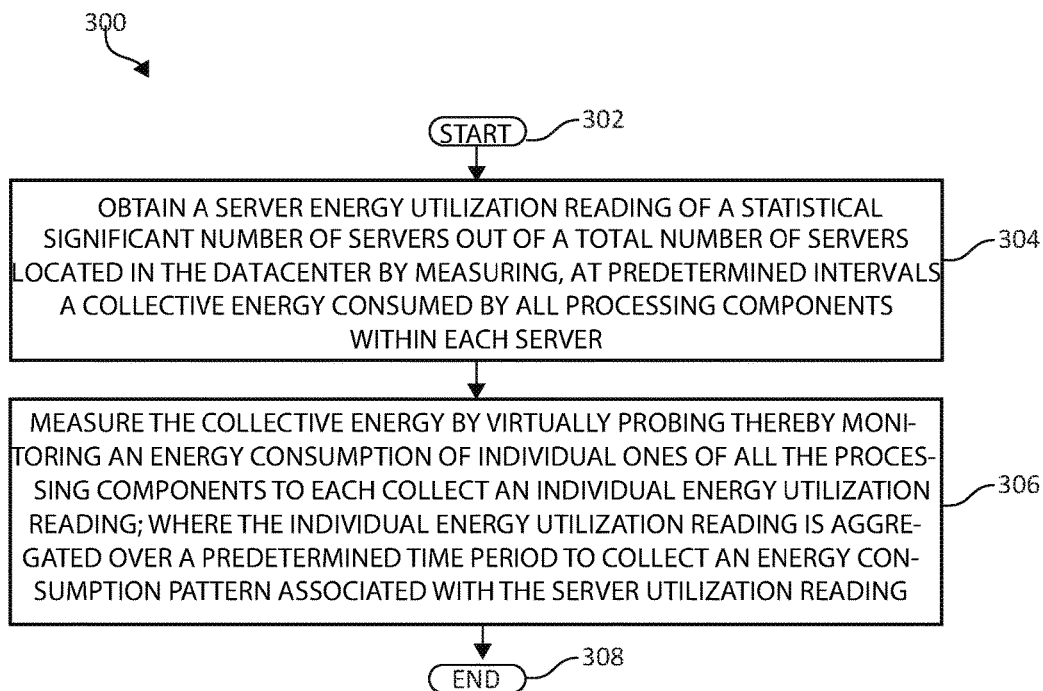 300
START
302
OBTAIN A SERVER ENERGY UTILIZATION READING OF A STATISTICAL
SIGNIFICANT NUMBER OF SERVERS OUT OF A TOTAL NUMBER OF SERVERS
LOCATED IN THE DATACENTER BY MEASURING, AT PREDETERMINED INTERVALS
A COLLECTIVE ENERGY CONSUMED BY ALL PROCESSING COMPONENTS
WITHIN EACH SERVER
304
MEASURE THE COLLECTIVE ENERGY BY VIRTUALLY PROBING THEREBY MONI-
TORING AN ENERGY CONSUMPTION OF INDIVIDUAL ONES OF ALL THE PROCES-
SING COMPONENTS TO EACH COLLECT AN INDIVIDUAL ENERGY UTILIZATION
READING; WHERE THE INDIVIDUAL ENERGY UTILIZATION READING IS AGGRE-
GATED OVER A PREDETERMINED TIME PERIOD TO COLLECT AN ENERGY CON-
SUMPTION PATTERN ASSOCIATED WITH THE SERVER UTILIZATION READING
306
END
308